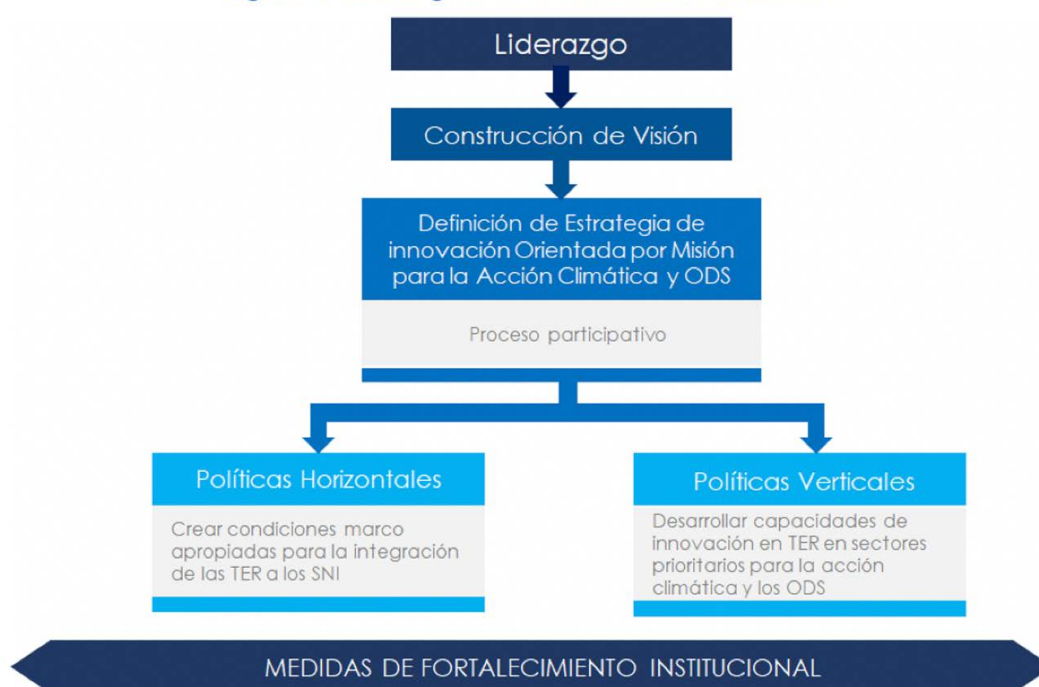 Liderazgo
Construcción de Visión
Definición de Estrategia de
innovación Orientada por Misión
para la Acción Climática y ODS
Proceso participativo
Políticas Horizontales
Crear condiciones marco
apropiadas para la integración
de las TER a los SNI
Políticas Verticales
Desarrollar capacidades de
innovación en TER en sectores
prioritarios para la acción
climática y los ODS
MEDIDAS DE FORTALECIMIENTO INSTITUCIONAL